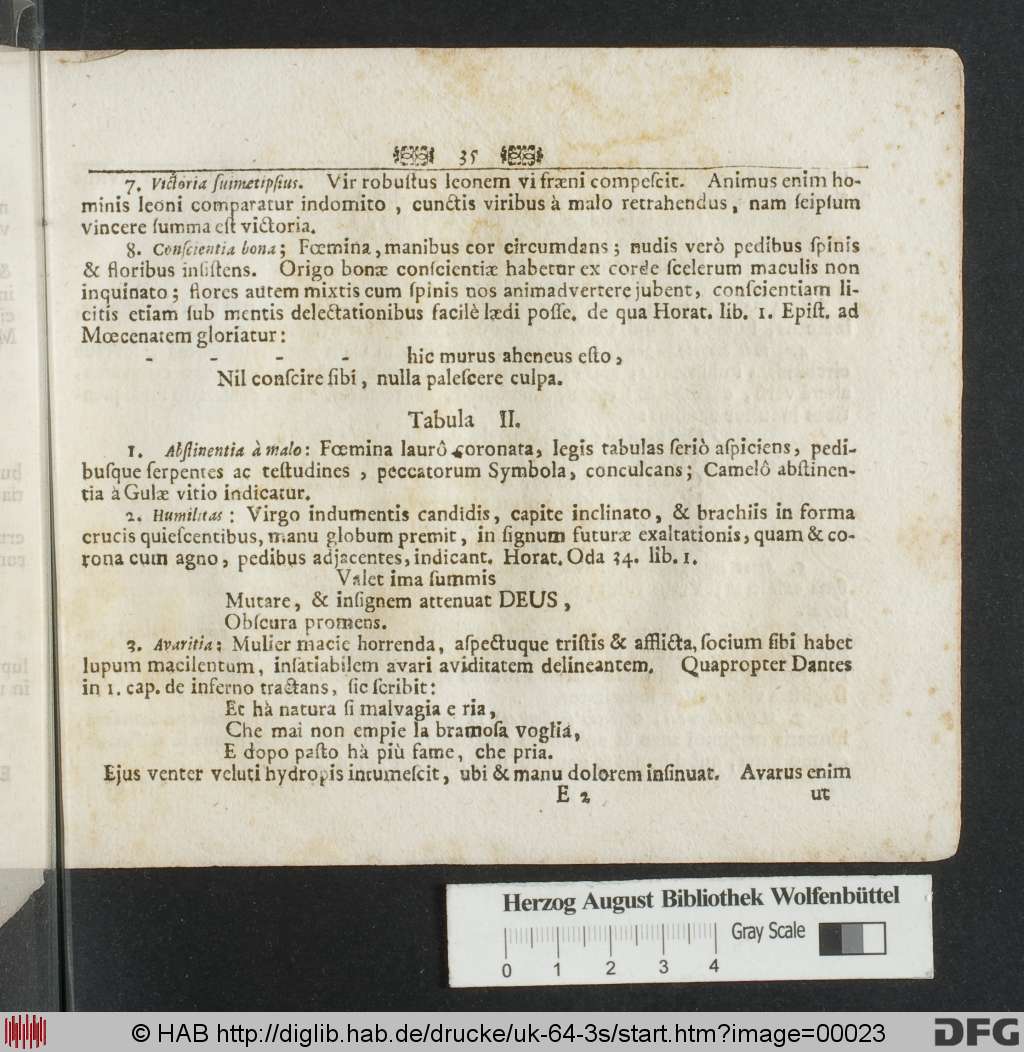 35
7. Victoria suimetipsius. Vir robustus leonem vi fræni compescit. Animus enim ho-
minis leoni comparatur indomito , cunctis viribus à malo retrahendus, nam seipsum
vincere summa est victoria.
8. Conscientia bona; Fœmina, manibus cor circumdans; nudis verò pedibus spinis
& floribus insistens. Origo bonæ conscientiæ habetur ex corde scelerum maculis non
inquinato; flores autem mixtis cum spinis nos animadvertere jubent, conscientiam li-
citis etiam sub mentis delectationibus facilè lædi posse. de qua Horat. lib. 1. Epist. ad
Mœcenatem gloriatur:
- - - - hic murus aheneus esto,
Nil conscire sibi, nulla palescere culpa.
Tabula II.
1. Abstinentia à malo: Fœmina laurô coronata, legis tabulas seriò aspiciens, pedi-
busque serpentes ac testudines , peccatorum Symbola, conculcans; Camelô abstinen-
tia à Gulæ vitio indicatur.
2. Humilitas: Virgo indumentis candidis, capite inclinato, & brachiis in forma
crucis quiescentibus, manu globum premit, in signum futuræ exaltationis, quam & co-
rona cum agno, pedibus adjacentes, indicant. Horat. Oda 34. lib. 1.
Valet ima summis
Mutare, & insignem attenuat DEUS,
Obscura promens.
3. Avaritia: Mulier macie horrenda, aspectuque tristis & afflicta, socium sibi habet
lupum macilentum, insatiabilem avari aviditatem delineantem. Quapropter Dantes
in 1. cap. de inferno tractans, sic scribit:
Et hà natura si malvagia e ria,
Che mai non empie la bramosa voglia,
E dopo pasto hà più fame, che pria.
Ejus venter veluti hydropis intumescit, ubi & manu dolorem insinuat. Avarus enim
E 2 ut
Herzog August Bibliothek Wolfenbüttel
Gray Scale
0 1 2 3 4
© HAB http://diglib.hab.de/drucke/uk-64-3s/start.htm?image=00023
DFG